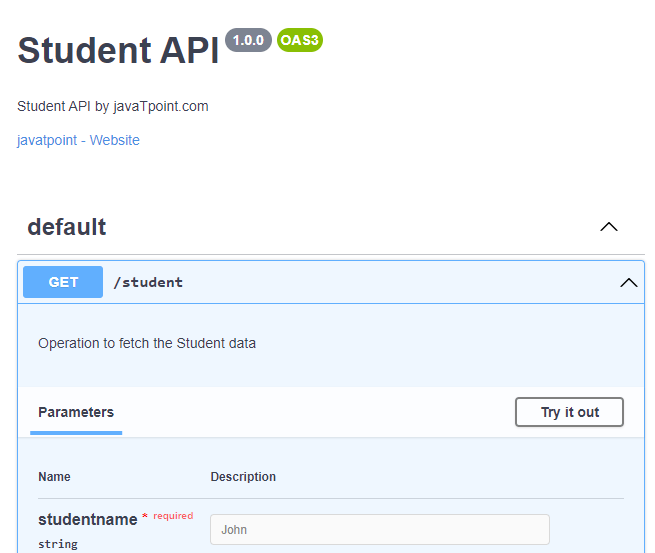 Student API 1.0.0 OAS3
Student API by javaTpoint.com
javatpoint - Website
default
GET /student
Operation to fetch the Student data
Parameters Try it out
Name Description
studentname * required John
string